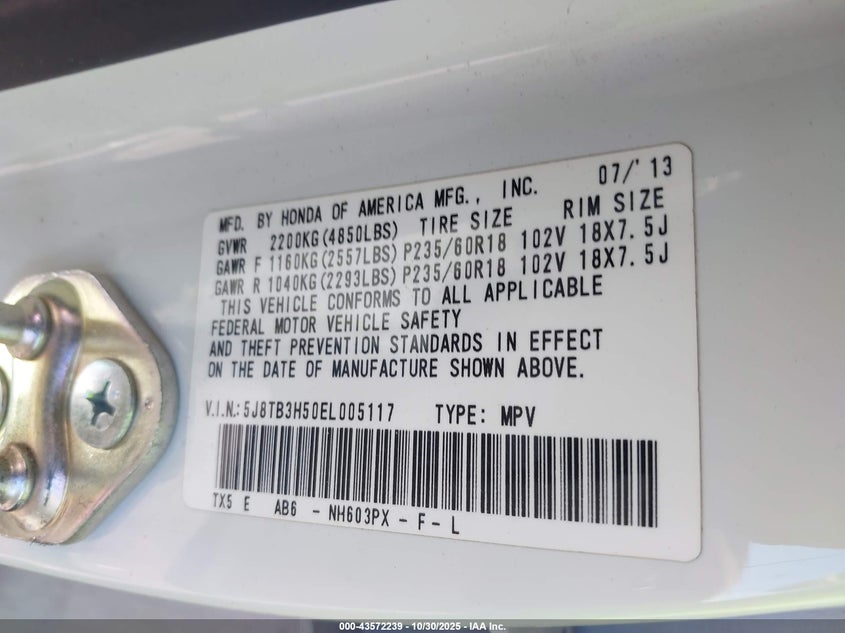 07/'13
MFD. BY HONDA OF AMERICA MFG., INC.
GVWR 2200KG(4850LBS) TIRE SIZE RIM SIZE
GAWR F 1160KG(2557LBS) P235/60R18 102V 18X7.5J
GAWR R 1040KG(2293LBS) P235/60R18 102V 18X7.5J
THIS VEHICLE CONFORMS TO ALL APPLICABLE
FEDERAL MOTOR VEHICLE SAFETY
AND THEFT PREVENTION STANDARDS IN EFFECT
ON THE DATE OF MANUFACTURE SHOWN ABOVE.
V.I.N.: 5J8TB3H50EL005117 TYPE: MPV
TX5 E AB6 - NH603PX - F - L
000-43572239 - 10/30/2025 - IAA Inc.